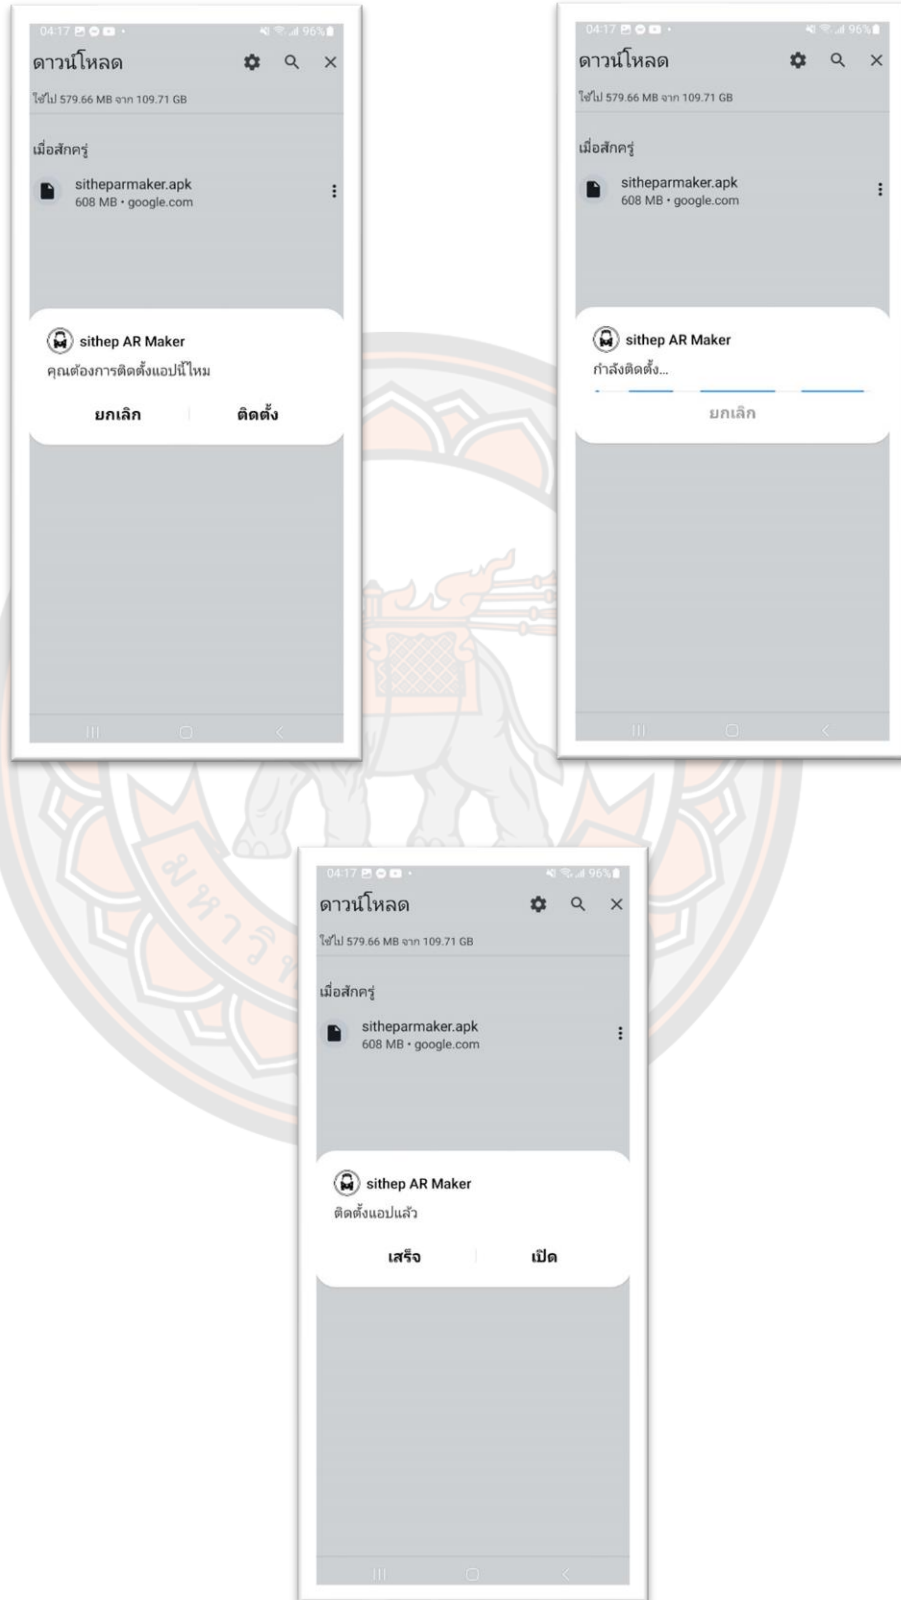 04:17
96%
ดาวน์โหลด
ใช้ไป 579.66 MB จาก 109.71 GB
เมื่อสักครู่
sitheparmaker.apk
608 MB • google.com
sithep AR Maker
คุณต้องการติดตั้งแอปนี้ไหม
ยกเลิก
ติดตั้ง
04:17
96%
ดาวน์โหลด
ใช้ไป 579.66 MB จาก 109.71 GB
เมื่อสักครู่
sitheparmaker.apk
608 MB • google.com
sithep AR Maker
กำลังติดตั้ง...
ยกเลิก
04:17
96%
ดาวน์โหลด
ใช้ไป 579.66 MB จาก 109.71 GB
เมื่อสักครู่
sitheparmaker.apk
608 MB • google.com
sithep AR Maker
ติดตั้งแอปแล้ว
เสร็จ
เปิด